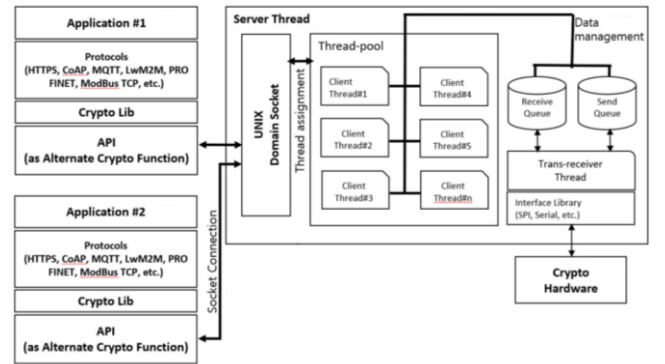 Application #1
Protocols
(HTTPS, CoAP, MQTT, LwM2M, PRO
FINET, ModBus TCP, etc.)
Crypto Lib
API
(as Alternate Crypto Function)
Application #2
Protocols
(HTTPS, CoAP, MQTT, LwM2M, PRO
FINET, ModBus TCP, etc.)
Crypto Lib
API
(as Alternate Crypto Function)
Socket Connection
Server Thread
UNIX
Domain Socket
Thread assignment
Thread-pool
Client
Thread#1
Client
Thread#2
Client
Thread#3
Client
Thread#4
Client
Thread#5
Client
Thread#n
Data
management
Receive
Queue
Send
Queue
Trans-receiver
Thread
Interface Library
(SPI, Serial, etc.)
Crypto
Hardware